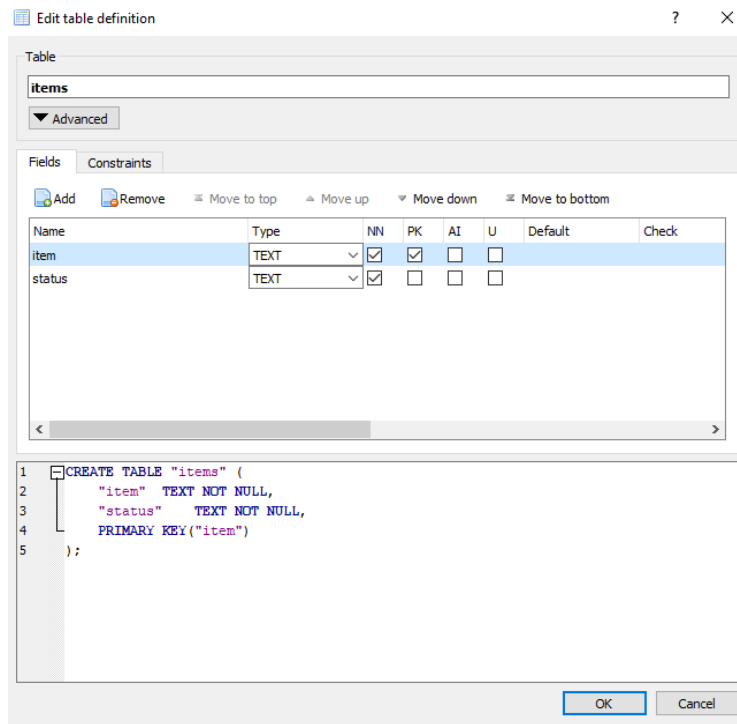 Edit table definition ? ✕
Table
items
Advanced
Fields Constraints
Add Remove Move to top Move up Move down Move to bottom
Name Type NN PK AI U Default Check
item TEXT
status TEXT
1 CREATE TABLE "items" (
2 "item" TEXT NOT NULL,
3 "status" TEXT NOT NULL,
4 PRIMARY KEY("item")
5 );
OK Cancel